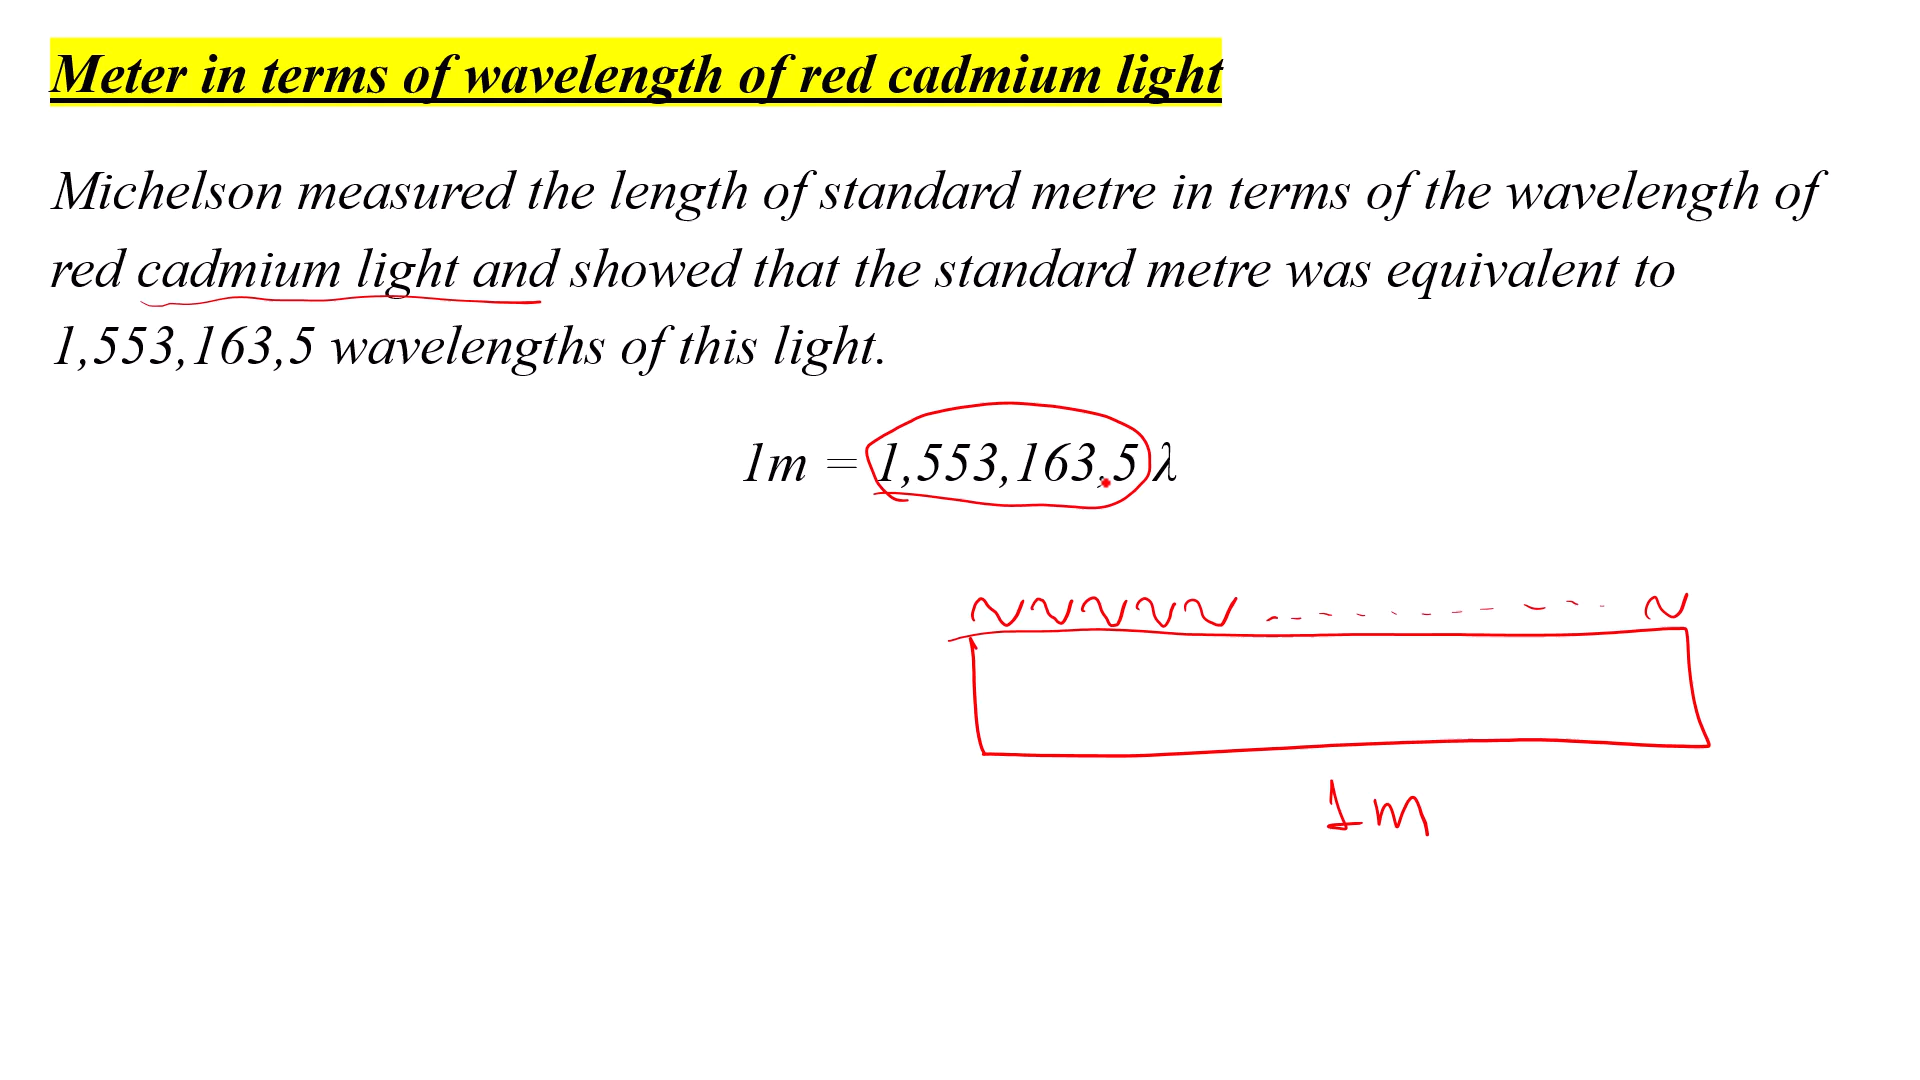 Meter in terms of wavelength of red cadmium light
Michelson measured the length of standard metre in terms of the wavelength of
red cadmium light and showed that the standard metre was equivalent to
1,553,163,5 wavelengths of this light.
1m = 1,553,163,5 λ
1m